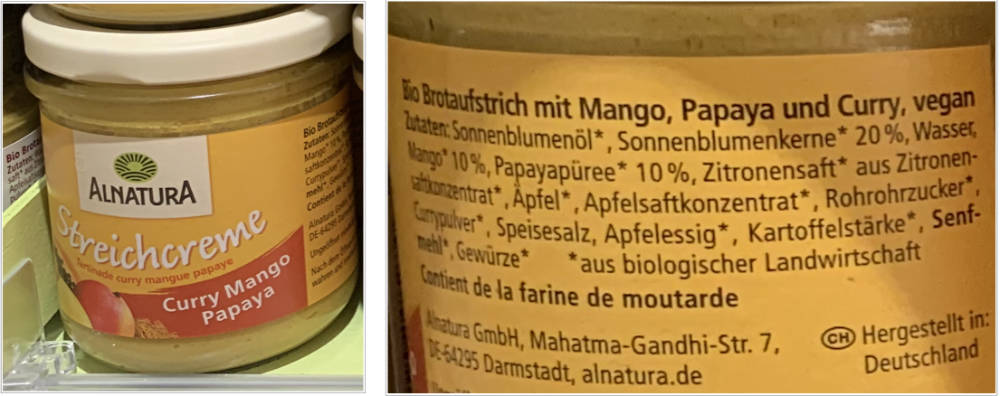 ALNATURA
Streichcreme
Tartinade curry mangue papaye
Curry Mango
Papaya
Bio Brotaufstrich mit Mango, Papaya und Curry, vegan
Zutaten: Sonnenblumenöl*, Sonnenblumenkerne* 20 %, Wasser,
Mango* 10 %, Papayapüree* 10 %, Zitronensaft* aus Zitronen-
saftkonzentrat*, Äpfel*, Apfelsaftkonzentrat*, Rohrohrzucker*,
Currypulver*, Speisesalz, Apfelessig*, Kartoffelstärke*, Senf-
mehl*, Gewürze* *aus biologischer Landwirtschaft
Contient de la farine de moutarde
Alnatura GmbH, Mahatma-Gandhi-Str. 7,
DE-64295 Darmstadt, alnatura.de
CH Hergestellt in:
Deutschland